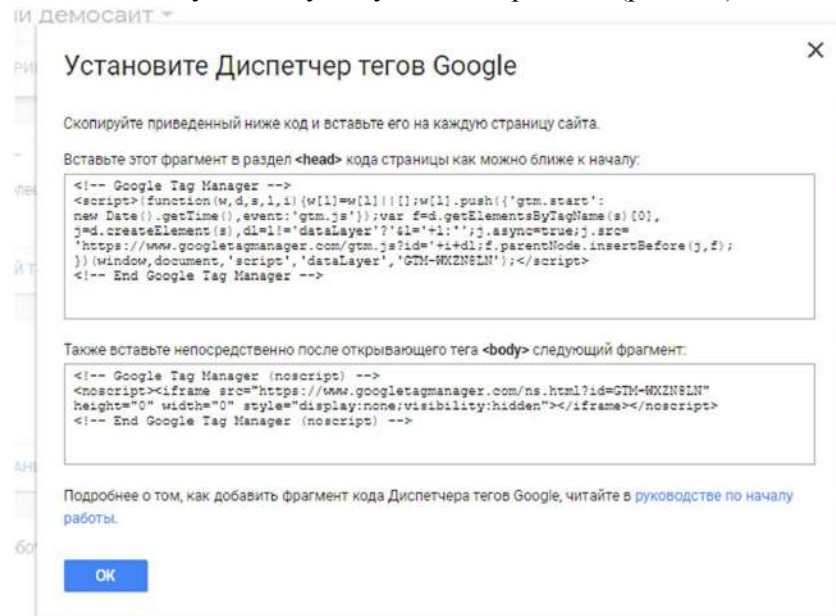 и демосаит
Установите Диспетчер тегов Google
Скопируйте приведенный ниже код и вставьте его на каждую страницу сайта.
Вставьте этот фрагмент в раздел <head> кода страницы как можно ближе к началу:
<!-- Google Tag Manager -->
<script>(function(w,d,s,l,i){w[l]=w[l]||[];w[l].push({'gtm.start':
new Date().getTime(),event:'gtm.js'});var f=d.getElementsByTagName(s)[0],
j=d.createElement(s),dl=l!='dataLayer'?'&l='+l:'';j.async=true;j.src=
'https://www.googletagmanager.com/gtm.js?id='+i+dl;f.parentNode.insertBefore(j,f);
})(window,document,'script','dataLayer','GTM-WXZN8LN');</script>
<!-- End Google Tag Manager -->
Также вставьте непосредственно после открывающего тега <body> следующий фрагмент:
<!-- Google Tag Manager (noscript) -->
<noscript><iframe src="https://www.googletagmanager.com/ns.html?id=GTM-WXZN8LN"
height="0" width="0" style="display:none;visibility:hidden"></iframe></noscript>
<!-- End Google Tag Manager (noscript) -->
Подробнее о том, как добавить фрагмент кода Диспетчера тегов Google, читайте в руководстве по началу
работы.
ОК